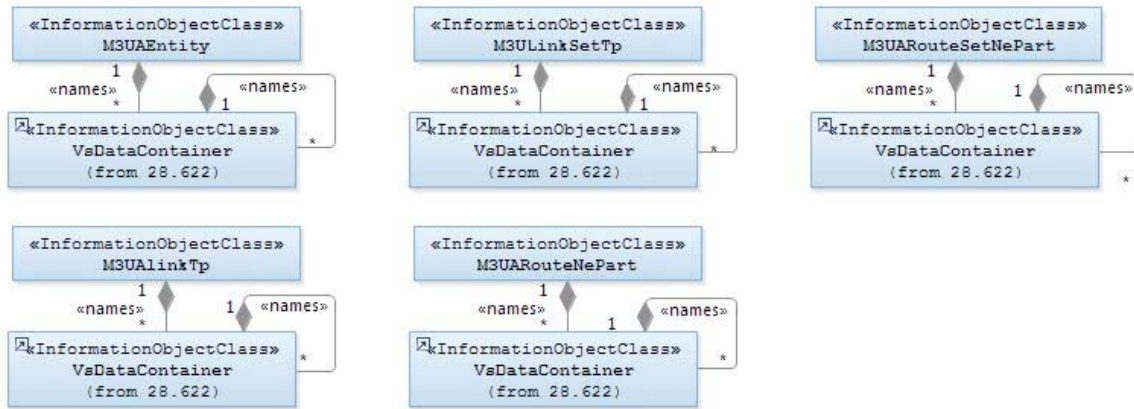 «InformationObjectClass»
M3UAEntity
1
«names»
*
«names»
1
*
«InformationObjectClass»
VsDataContainer
(from 28.622)
«InformationObjectClass»
M3ULinkSetTp
1
«names»
*
«names»
1
*
«InformationObjectClass»
VsDataContainer
(from 28.622)
«InformationObjectClass»
M3UARouteSetNePart
1
«names»
*
1
«names»
*
«InformationObjectClass»
VsDataContainer
(from 28.622)
«InformationObjectClass»
M3UAlinkTp
1
«names»
*
1
«names»
*
«InformationObjectClass»
VsDataContainer
(from 28.622)
«InformationObjectClass»
M3UARouteNePart
1
«names»
*
1
«names»
*
«InformationObjectClass»
VsDataContainer
(from 28.622)